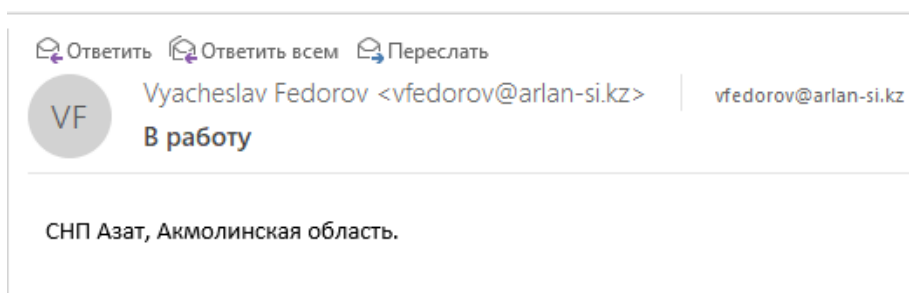 Ответить Ответить всем Переслать
VF
Vyacheslav Fedorov <vfedorov@arlan-si.kz> vfedorov@arlan-si.kz
В работу
СНП Азат, Акмолинская область.